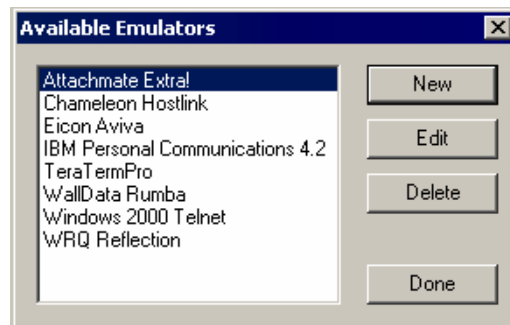 Available Emulators
Attachmate Extra!
Chameleon Hostlink
Eicon Aviva
IBM Personal Communications 4.2
TeraTermPro
WallData Rumba
Windows 2000 Telnet
WRQ Reflection
New
Edit
Delete
Done